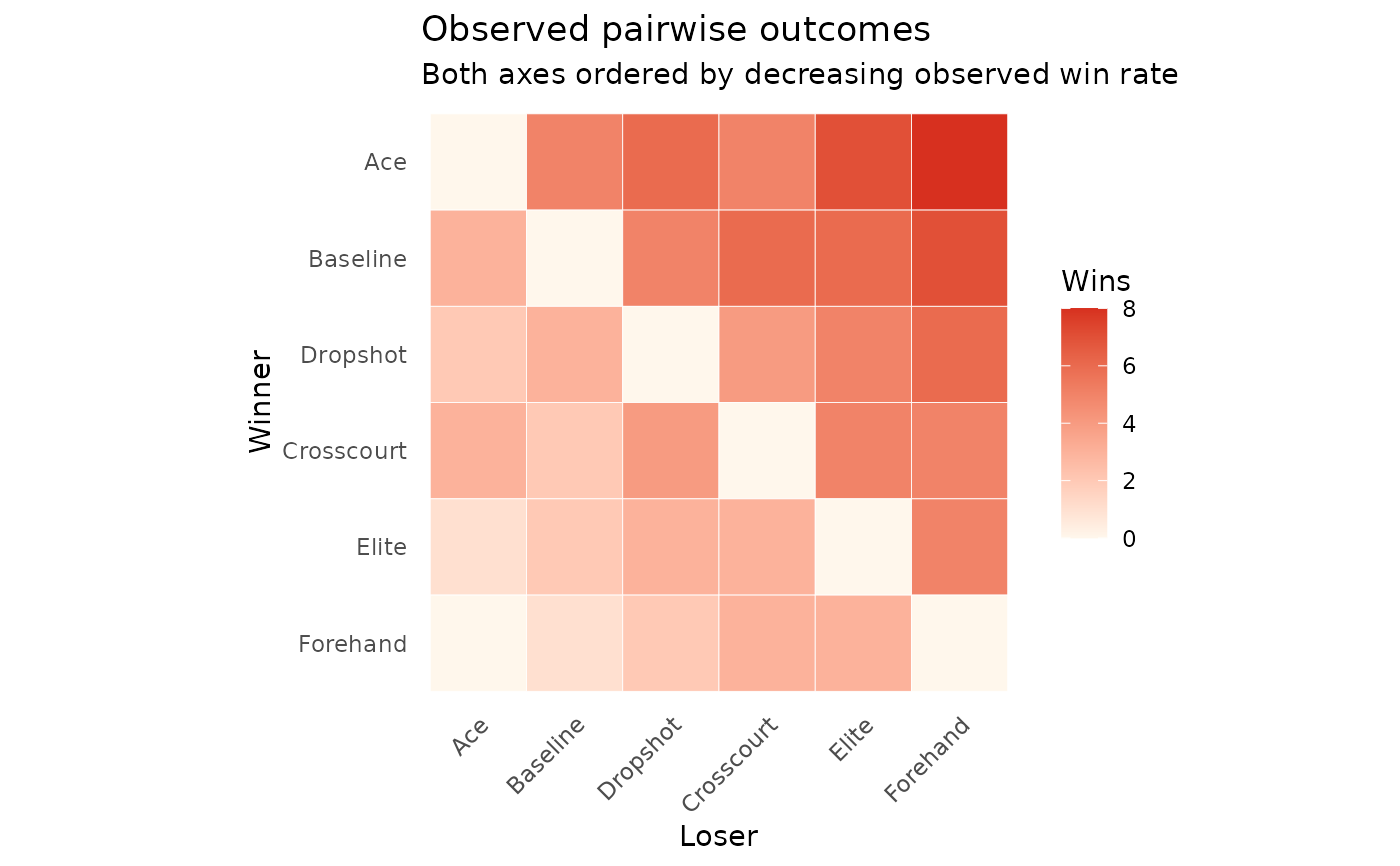 Observed pairwise outcomes
Both axes ordered by decreasing observed win rate
Ace
Baseline
Dropshot
Crosscourt
Elite
Forehand
Winner
Ace
Baseline
Dropshot
Crosscourt
Elite
Forehand
Loser
Wins
8
6
4
2
0